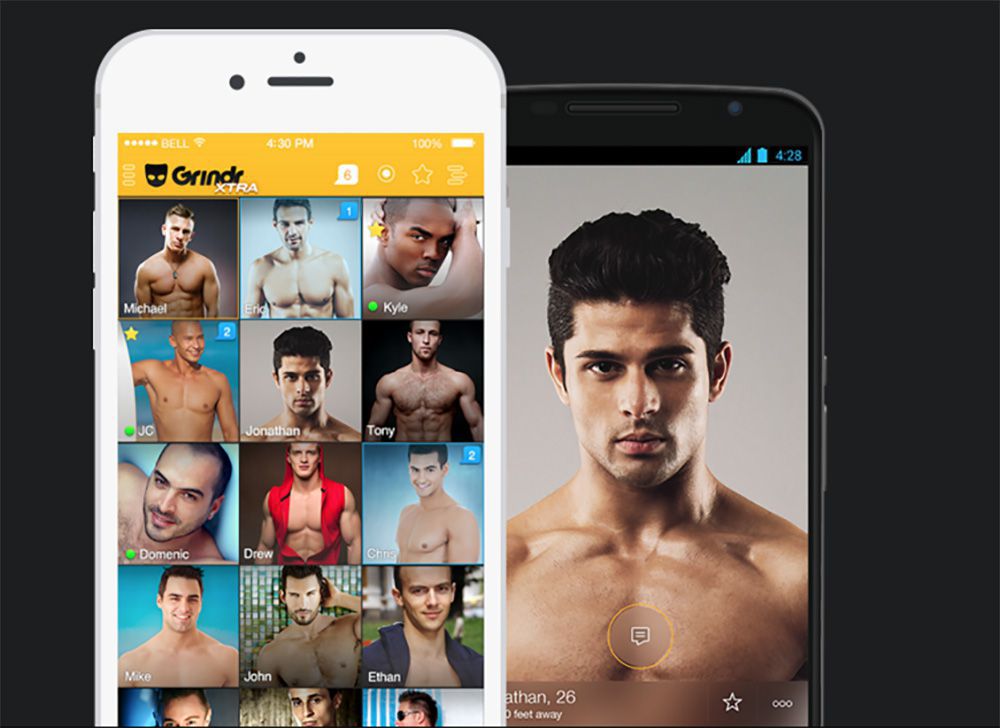 BELL
4:30 PM
100%
Grindr
XTRA
6
Michael
1
Eric
Kyle
2
JC
Jonathan
Tony
Domenic
Drew
2
Chris
Mike
John
Ethan
4:28
athan, 26
0 feet away